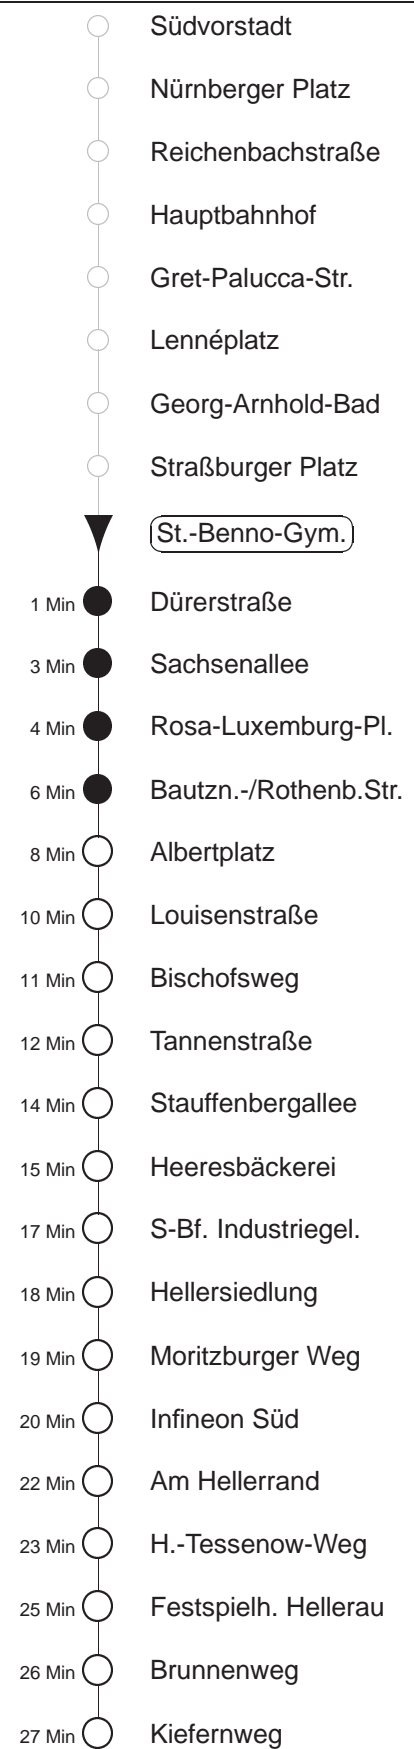 Südvorstadt
Nürnberger Platz
Reichenbachstraße
Hauptbahnhof
Gret-Palucca-Str.
Lennéplatz
Georg-Arnhold-Bad
Straßburger Platz
St.-Benno-Gym.
1 Min Dürerstraße
3 Min Sachsenallee
4 Min Rosa-Luxemburg-Pl.
6 Min Bautzn.-/Rothenb.Str.
8 Min Albertplatz
10 Min Louisenstraße
11 Min Bischofsweg
12 Min Tannenstraße
14 Min Stauffenbergallee
15 Min Heeresbäckerei
17 Min S-Bf. Industriegel.
18 Min Hellersiedlung
19 Min Moritzburger Weg
20 Min Infineon Süd
22 Min Am Hellerrand
23 Min H.-Tessenow-Weg
25 Min Festspielh. Hellerau
26 Min Brunnenweg
27 Min Kiefernweg